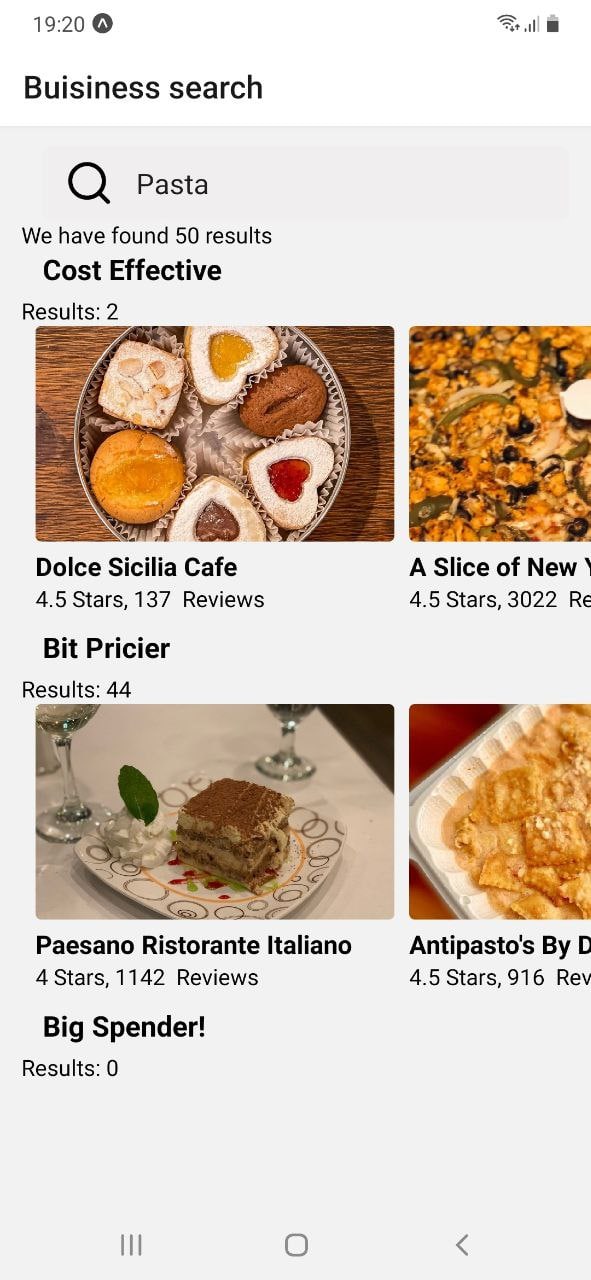 19:20
Buisiness search
Pasta
We have found 50 results
Cost Effective
Results: 2
Dolce Sicilia Cafe
A Slice of New
4.5 Stars, 137 Reviews
4.5 Stars, 3022 Re
Bit Pricier
Results: 44
Paesano Ristorante Italiano
Antipasto's By D
4 Stars, 1142 Reviews
4.5 Stars, 916 Rev
Big Spender!
Results: 0